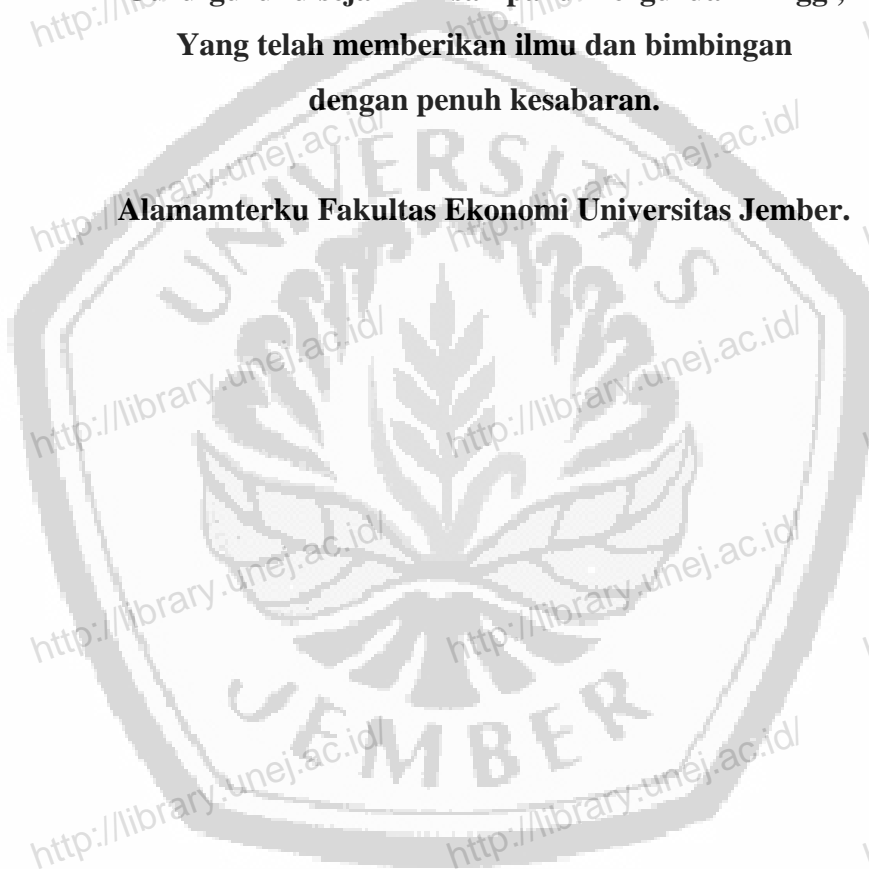 Yang telah memberikan ilmu dan bimbingan
dengan penuh kesabaran.
Alamamterku Fakultas Ekonomi Universitas Jember.
UNIVERSITAS
JEMBER
http://library.unej.ac.id/
http://library.unej.ac.id/
http://library.unej.ac.id/
http://library.unej.ac.id/
http://library.unej.ac.id/
http://library.unej.ac.id/
http://library.unej.ac.id/
http://library.unej.ac.id/